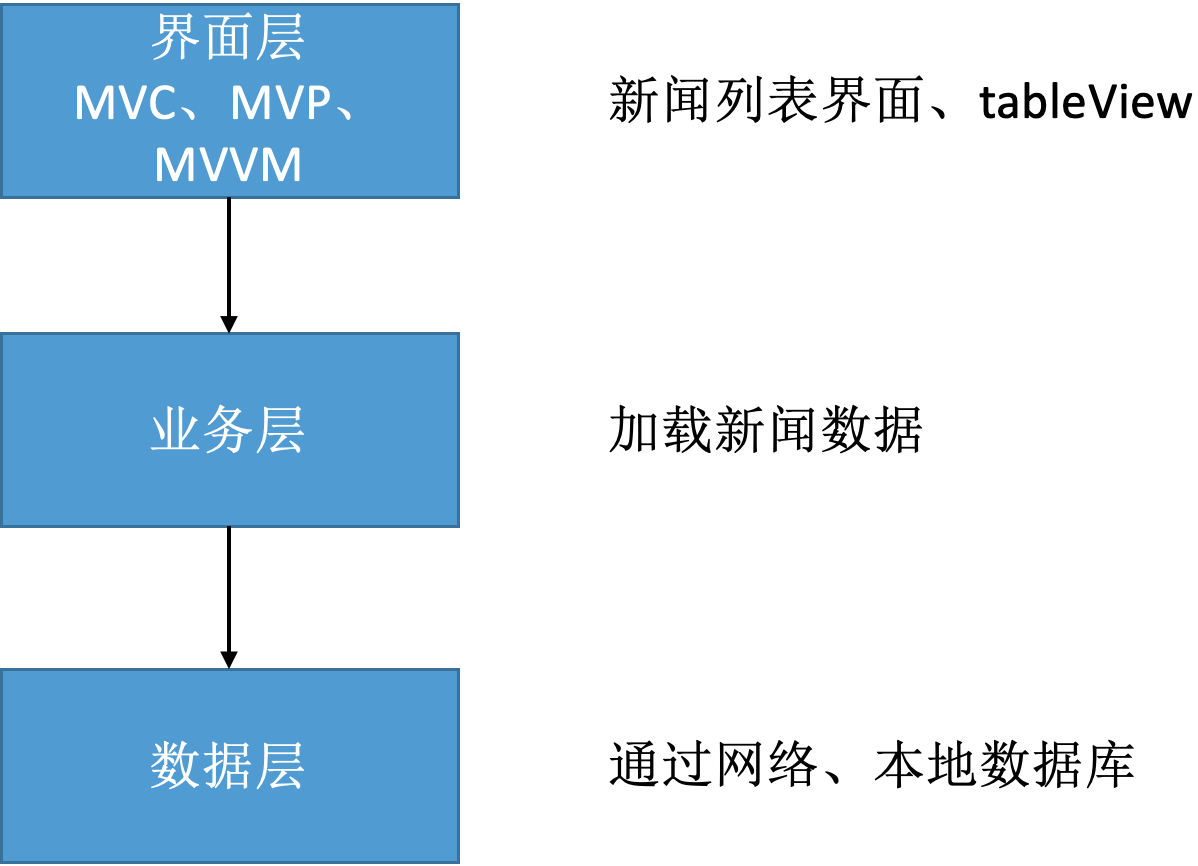 界面层
MVC、MVP、
MVVM
新闻列表界面、tableView
业务层
加载新闻数据
数据层
通过网络、本地数据库